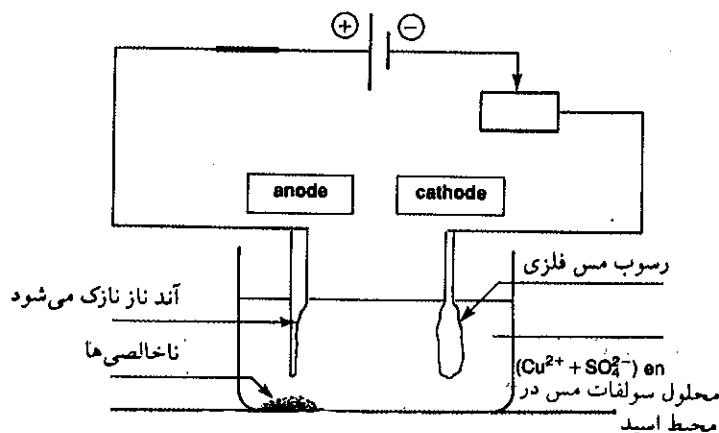 ⊕ ⊖
anode
cathode
رسوب مس فلزی
آند ناز نازک می‌شود
ناخالصی‌ها
(Cu²⁺ + SO₄²⁻) en
محلول سولفات مس در
محیط اسید